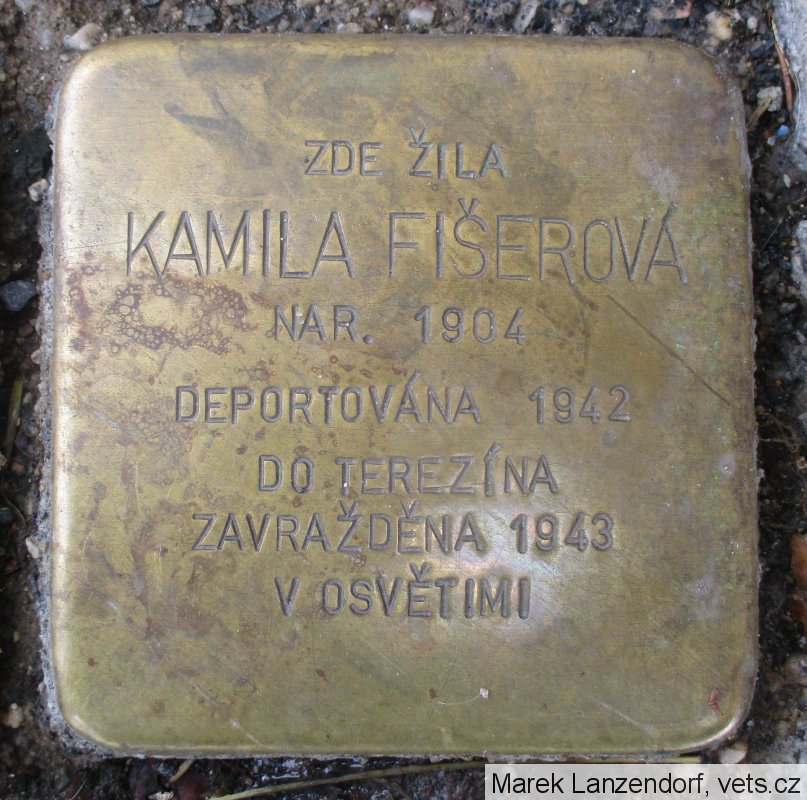 ZDE ŽILA
KAMILA FIŠEROVÁ
NAR. 1904
DEPORTOVÁNA 1942
DO TEREZÍNA
ZAVRAŽDĚNA 1943
V OSVĚTIMI
Marek Lanzendorf, vets.cz